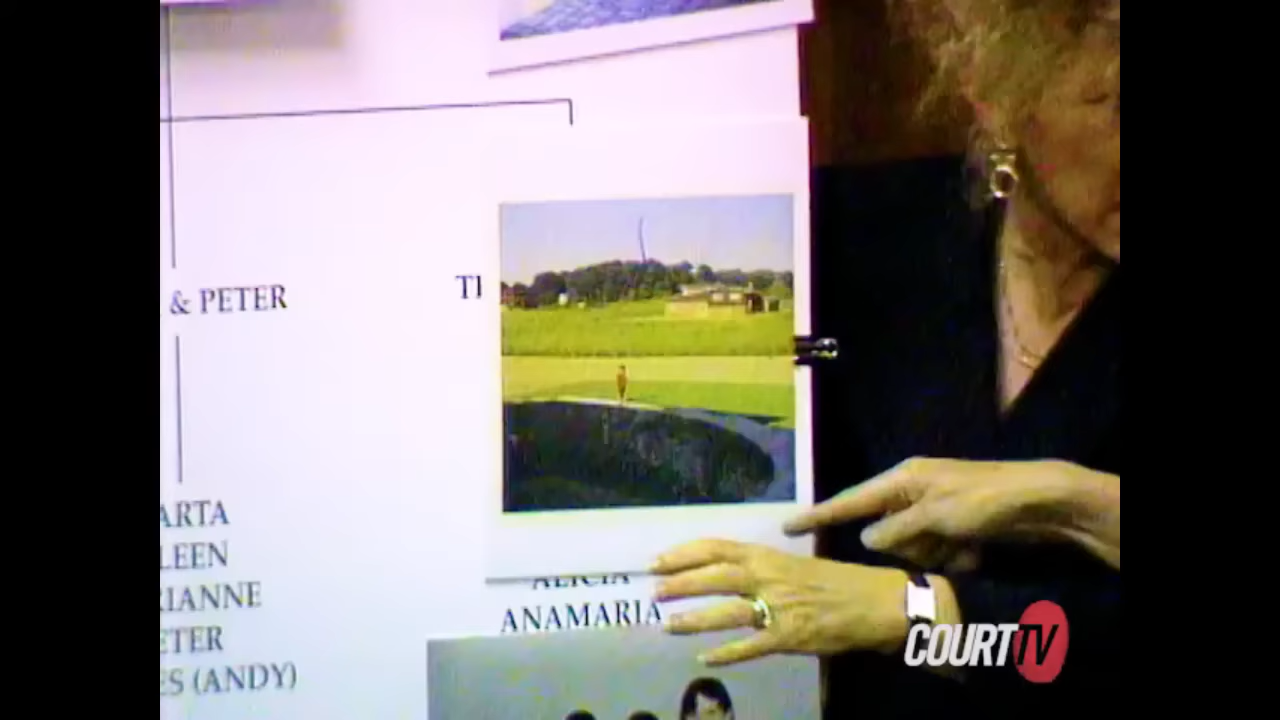 & PETER
TI
ARTA
LEEN
RIANNE
ETER
ES (ANDY)
ALICIA
ANAMARIA
COURT TV